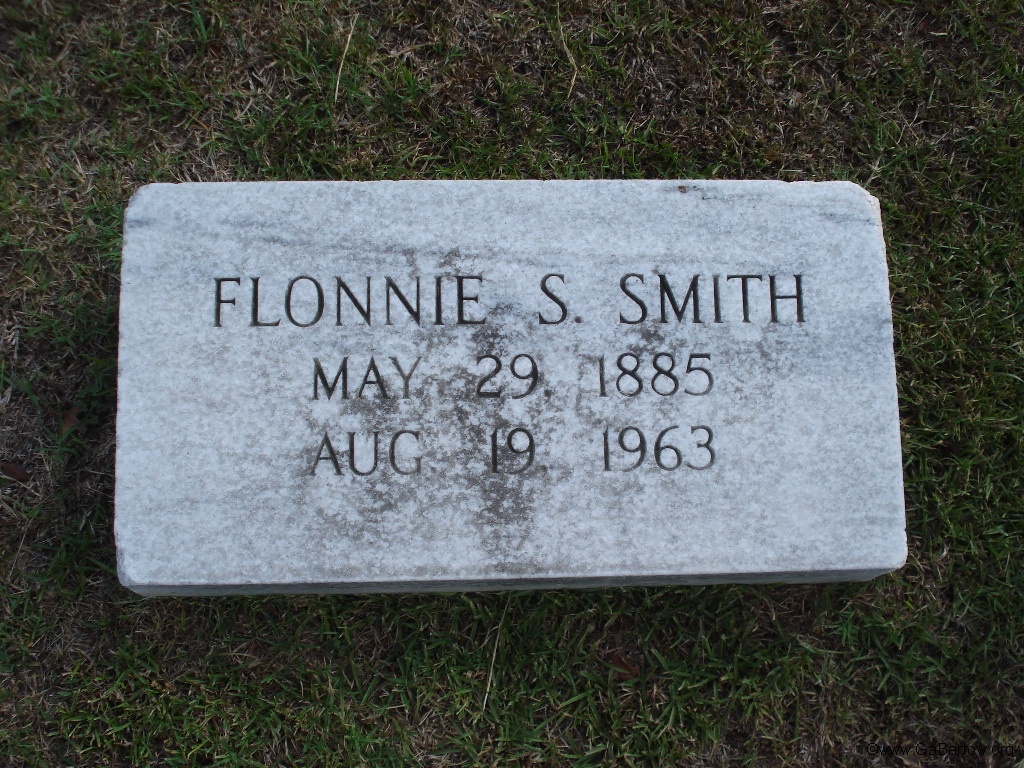 FLONNIE S. SMITH
MAY 29, 1885
AUG 19, 1963
©www.GaBartow.org